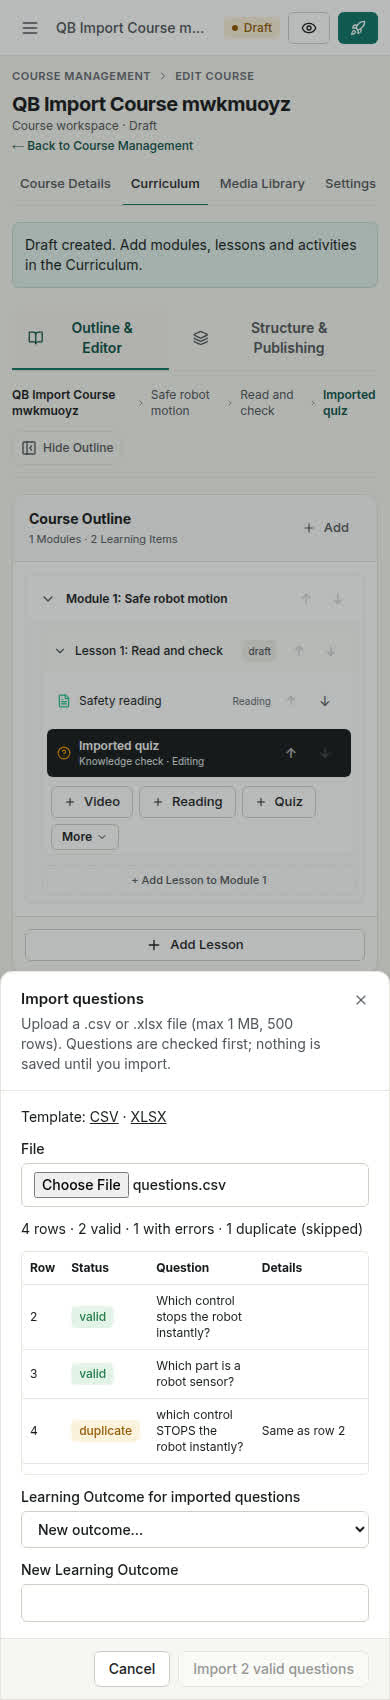 QB Import Course m...
Draft
COURSE MANAGEMENT > EDIT COURSE
QB Import Course mwkmuoyz
Course workspace · Draft
← Back to Course Management
Course Details
Curriculum
Media Library
Settings
Draft created. Add modules, lessons and activities
in the Curriculum.
Outline &
Editor
Structure &
Publishing
QB Import Course
mwkmuoyz
Safe robot
motion
Read and
check
Imported
quiz
Hide Outline
Course Outline
1 Modules · 2 Learning Items
+ Add
Module 1: Safe robot motion
Lesson 1: Read and check
draft
Safety reading
Reading
Imported quiz
Knowledge check · Editing
+ Video
+ Reading
+ Quiz
More
+ Add Lesson to Module 1
+ Add Lesson
Import questions
Upload a .csv or .xlsx file (max 1 MB, 500
rows). Questions are checked first; nothing is
saved until you import.
Template: CSV · XLSX
File
Choose File questions.csv
4 rows · 2 valid · 1 with errors · 1 duplicate (skipped)
Row Status Question Details
2 valid Which control
stops the robot
instantly?
3 valid Which part is a
robot sensor?
4 duplicate which control
STOPS the
robot instantly?
Same as row 2
Learning Outcome for imported questions
New outcome...
New Learning Outcome
Cancel
Import 2 valid questions